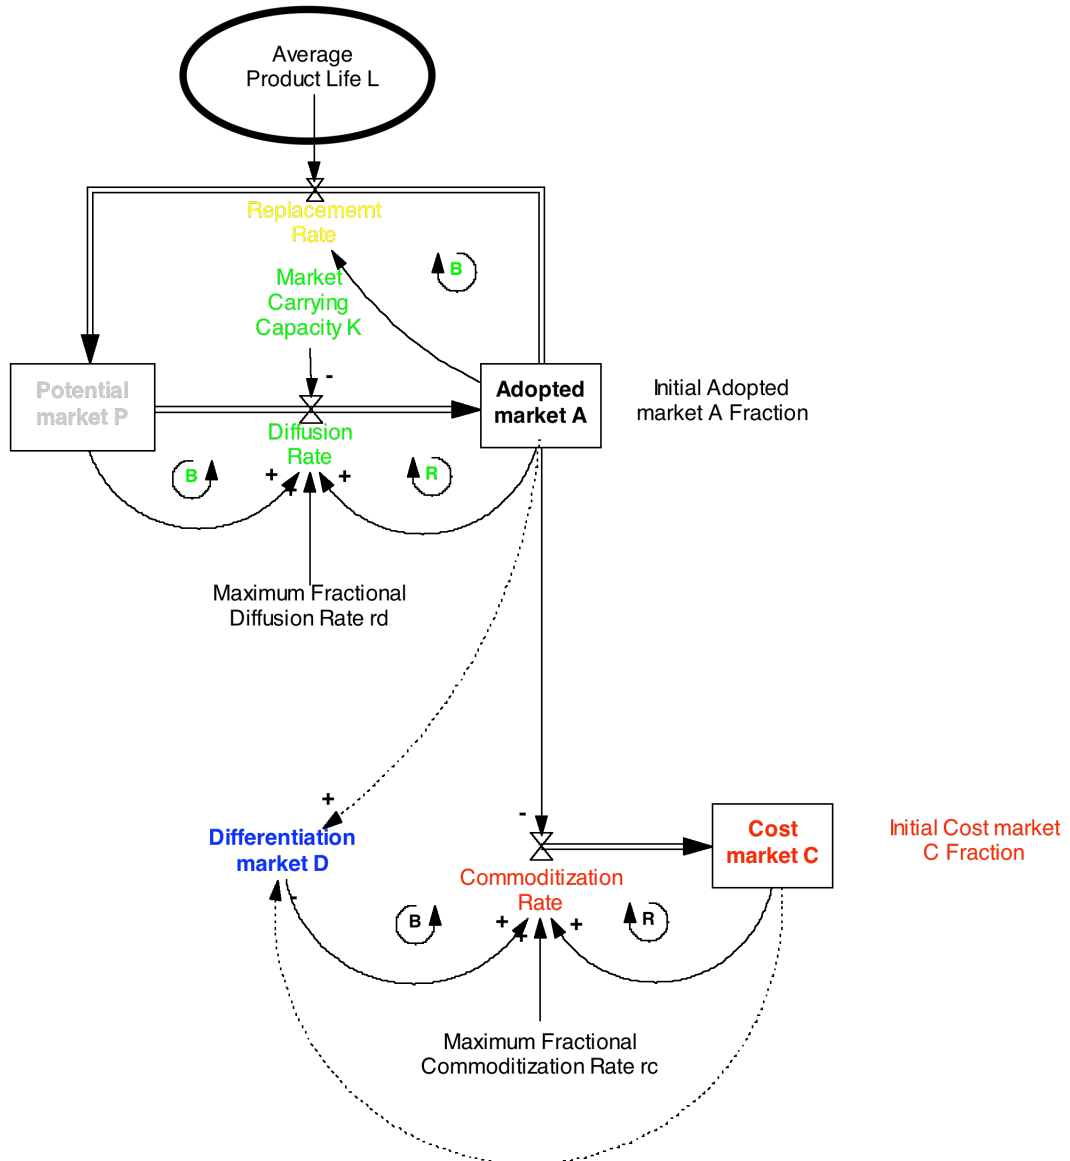 Average
Product Life L
Replacememt
Rate
B
Market
Carrying
Capacity K
-
Potential
market P
Adopted
market A
Initial Adopted
market A Fraction
Diffusion
Rate
B
+
+
+
R
Maximum Fractional
Diffusion Rate rd
+
-
Differentiation
market D
-
Cost
market C
Initial Cost market
C Fraction
Commoditization
Rate
B
+
+
+
R
Maximum Fractional
Commoditization Rate rc